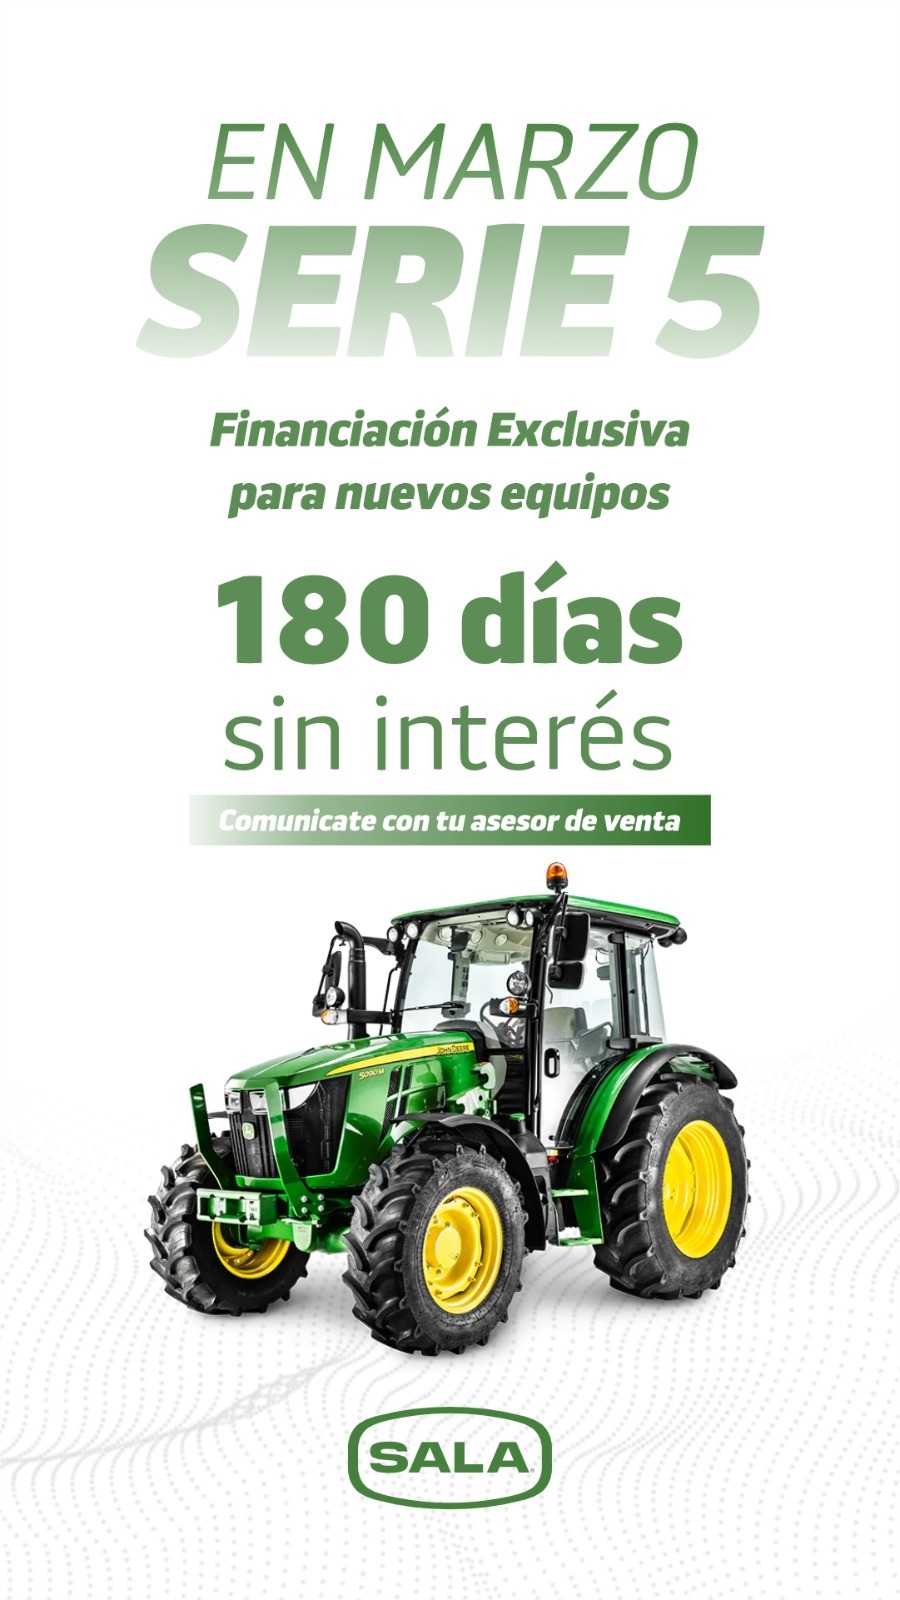 EN MARZO
SERIE 5
Financiación Exclusiva
para nuevos equipos
180 días
sin interés
Comunicate con tu asesor de venta
JOHN DEERE
5090M
SALA